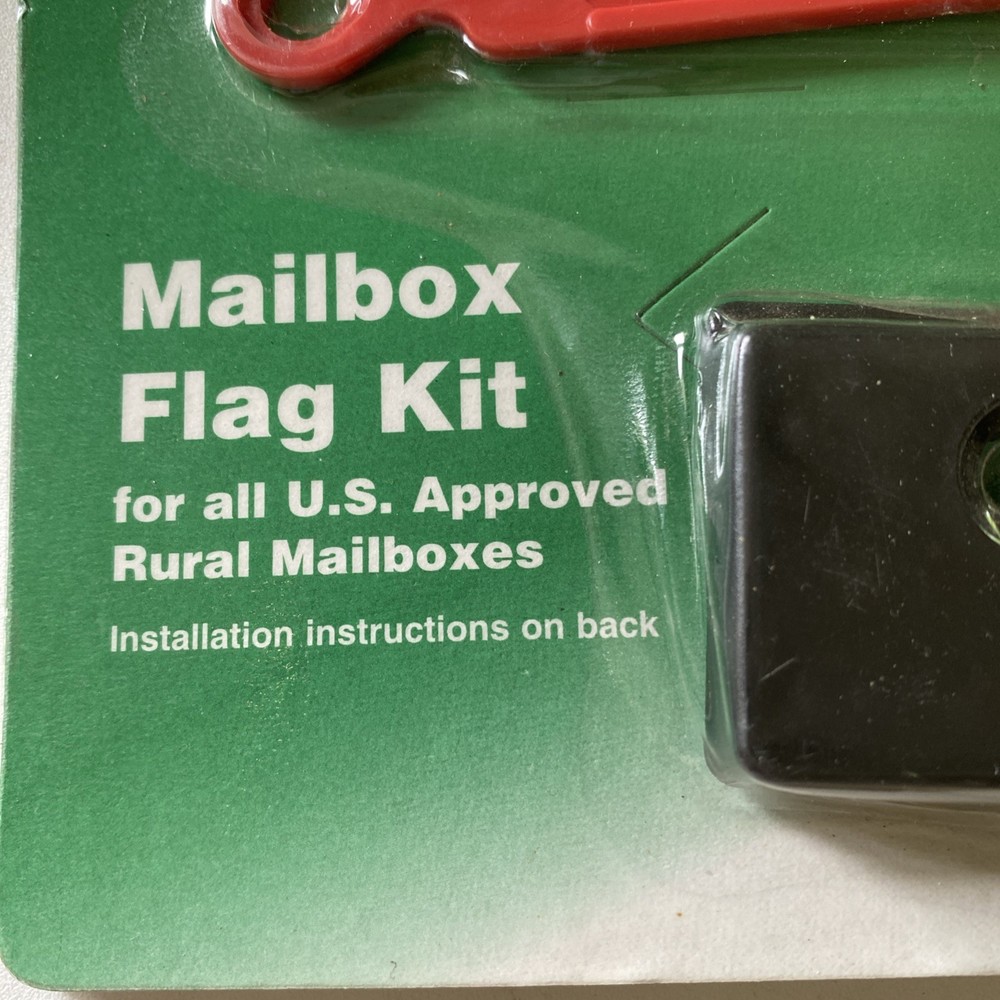 Mailbox
Flag Kit
for all U.S. Approved
Rural Mailboxes
Installation instructions on back